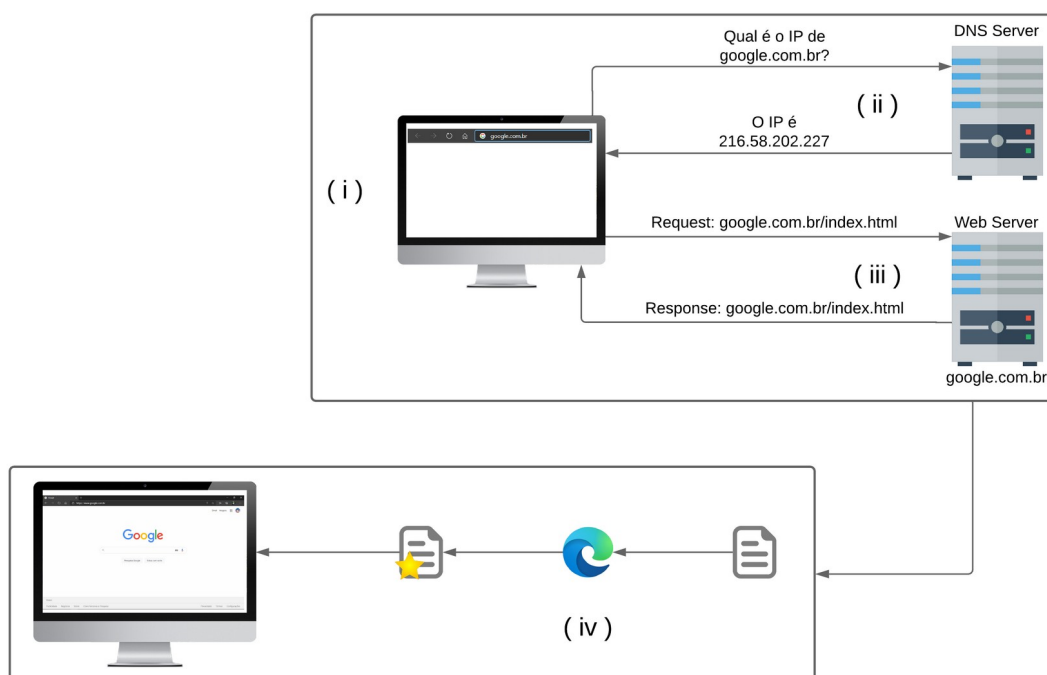 Qual é o IP de
google.com.br?
DNS Server
( ii )
O IP é
216.58.202.227
google.com.br
( i )
Request: google.com.br/index.html
Web Server
( iii )
Response: google.com.br/index.html
google.com.br
Google
( iv )